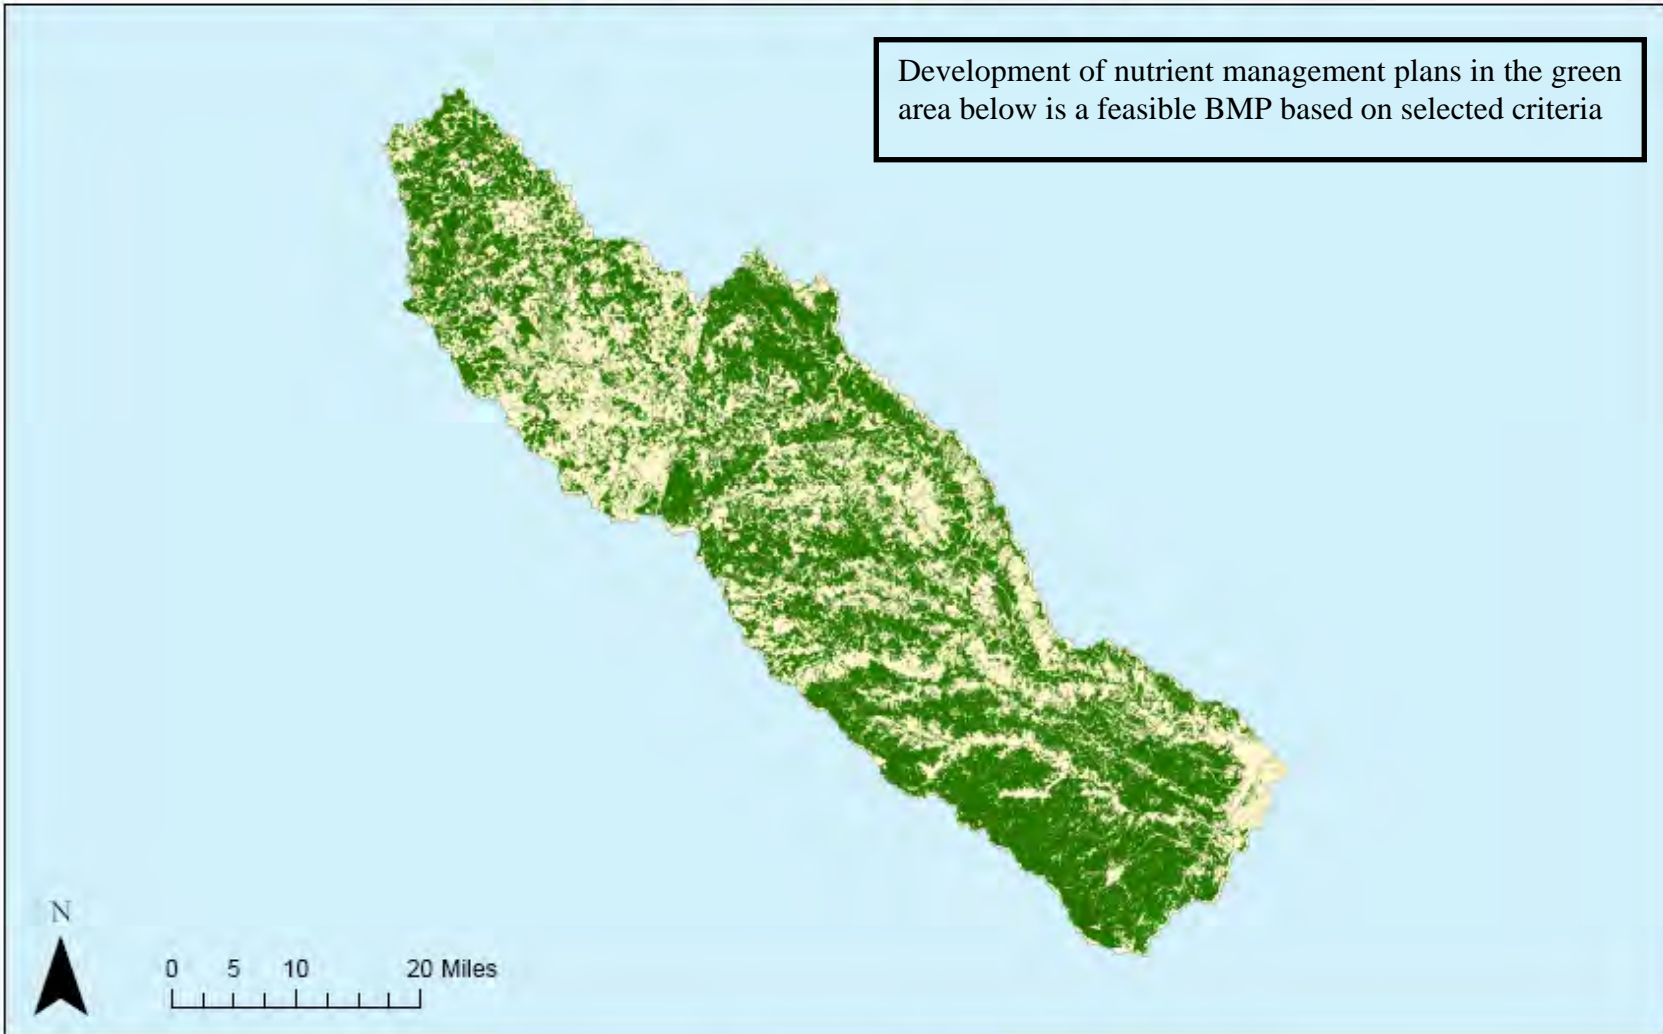 Development of nutrient management plans in the green
area below is a feasible BMP based on selected criteria
N
0 5 10 20 Miles